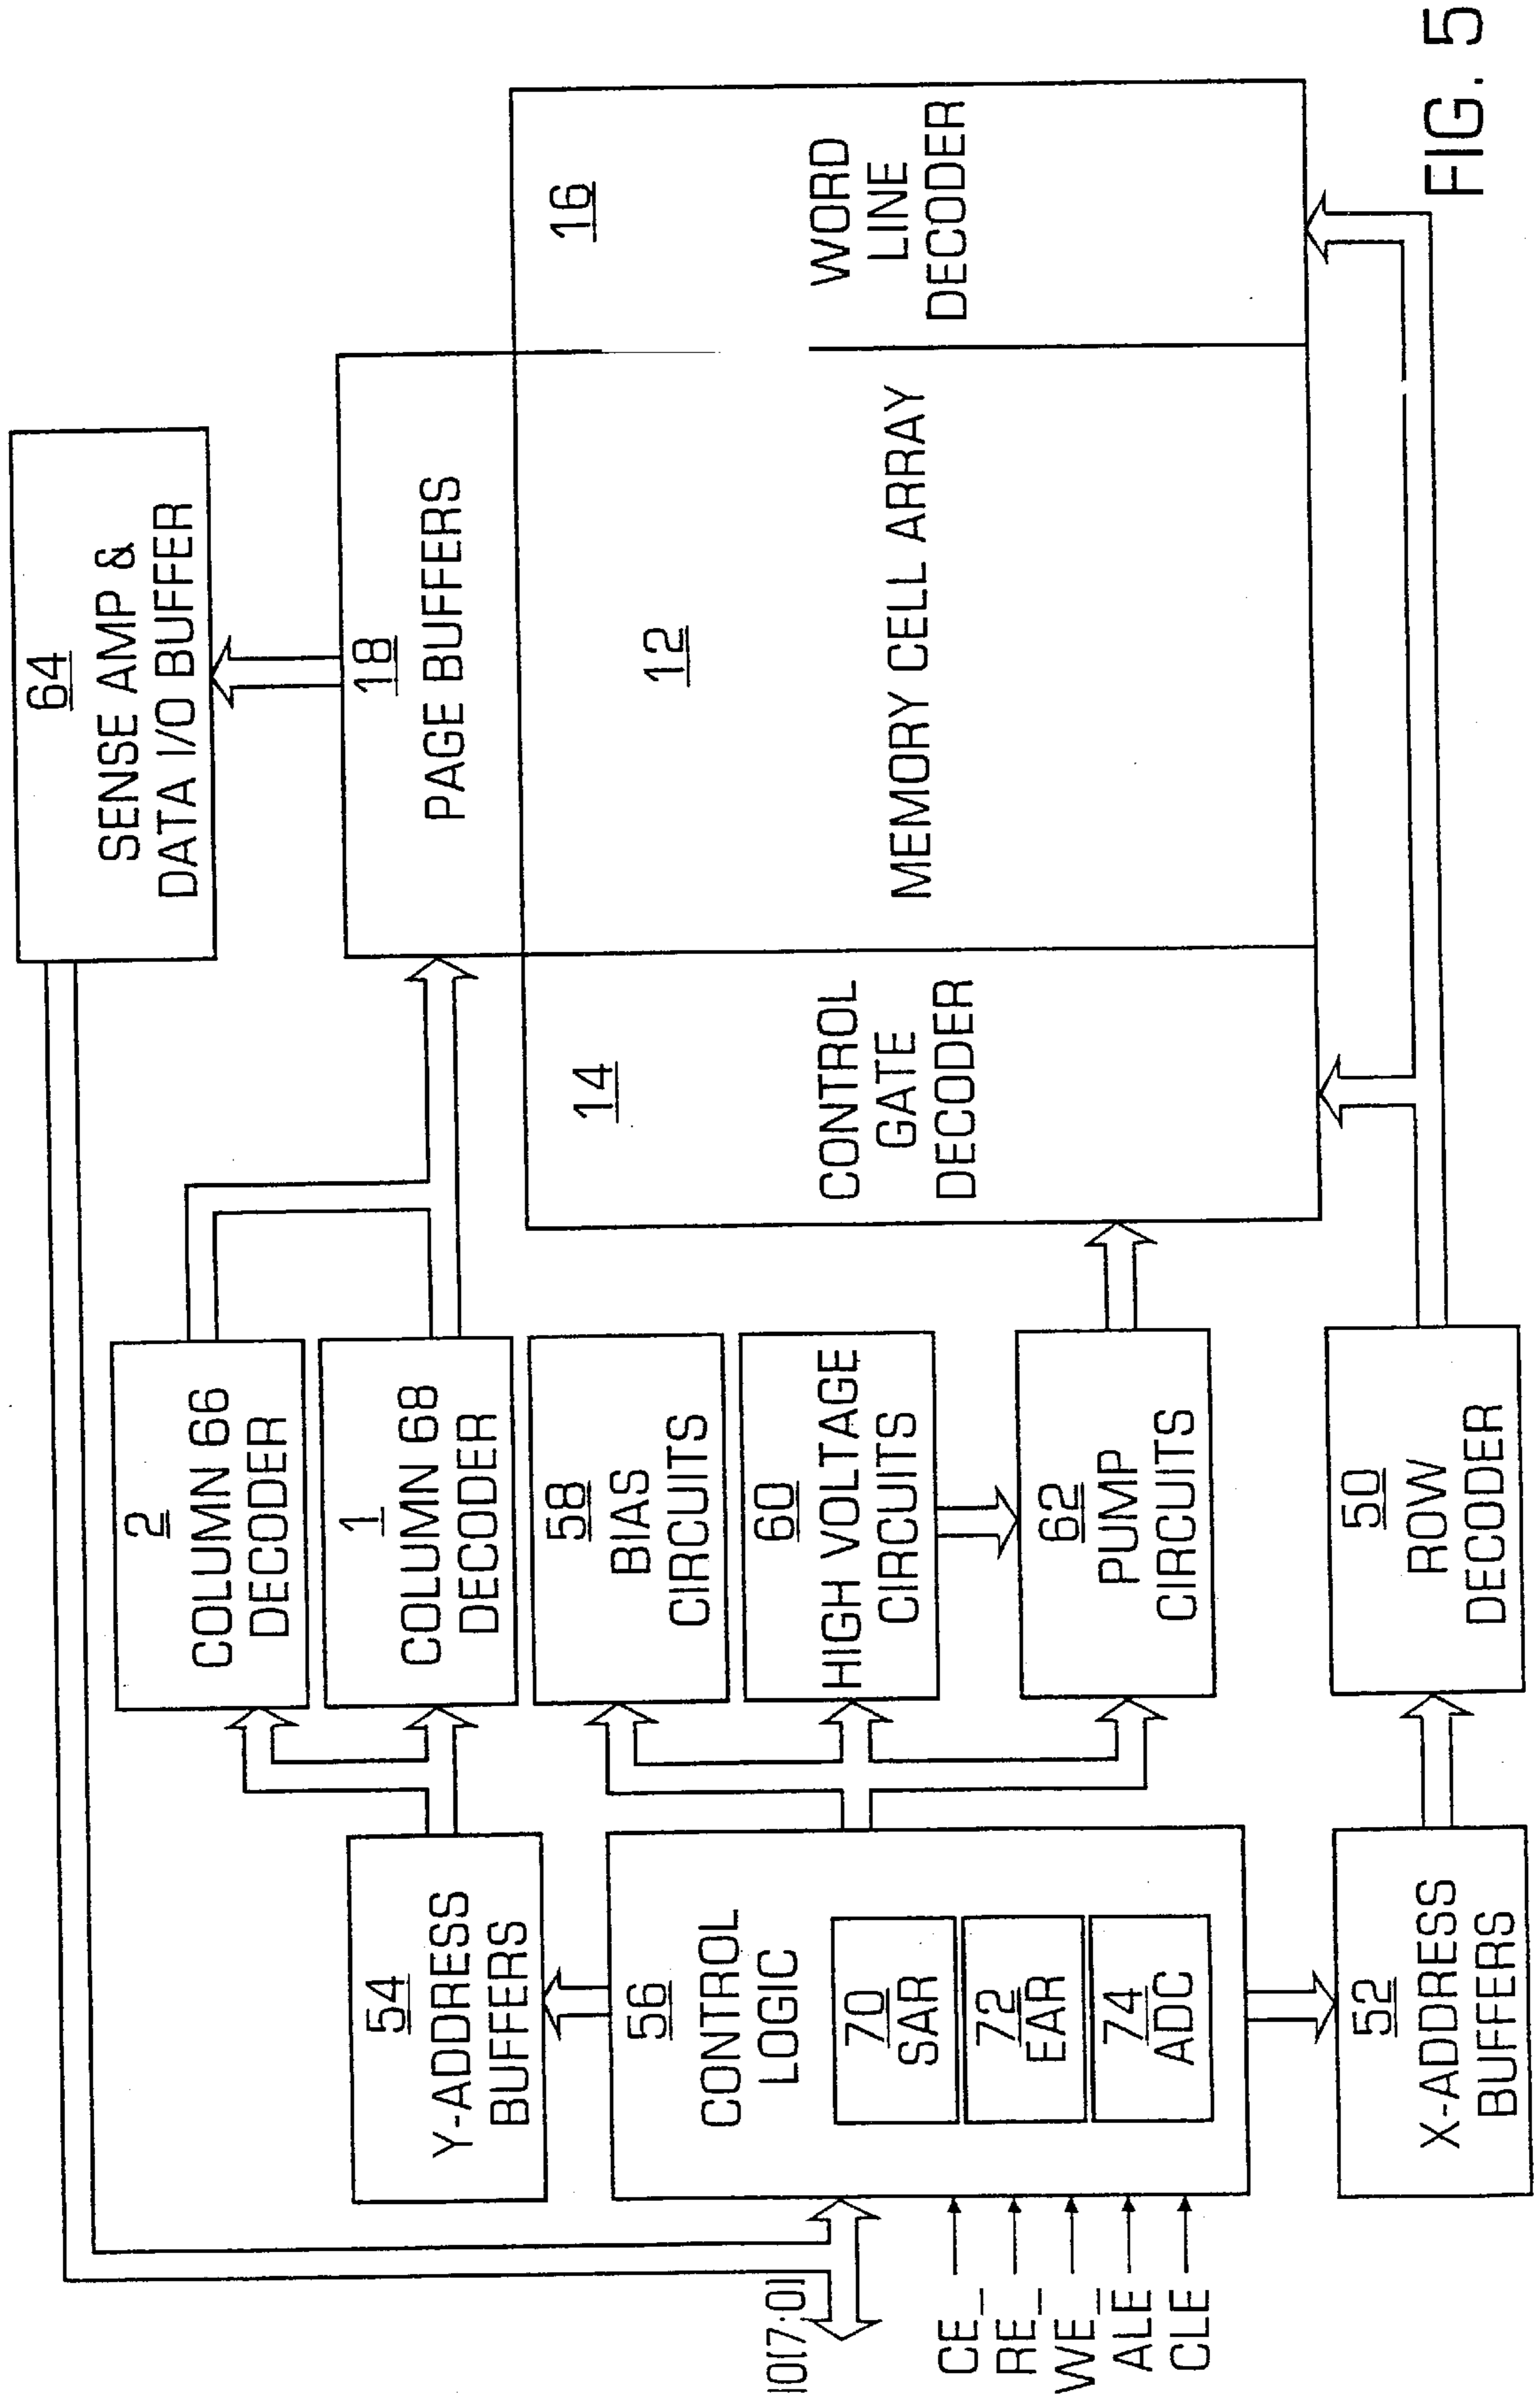 64
SENSE AMP &
DATA I/O BUFFER
2
COLUMN 66
DECODER
1
COLUMN 68
DECODER
18
PAGE BUFFERS
54
Y-ADDRESS
BUFFERS
58
BIAS
CIRCUITS
16
WORD
LINE
DECODER
12
MEMORY CELL ARRAY
14
CONTROL
GATE
DECODER
60
HIGH VOLTAGE
CIRCUITS
56
CONTROL
LOGIC
70
SAR
72
EAR
74
ADC
IO[7:0]
CE_
RE_
WE_
ALE
CLE
62
PUMP
CIRCUITS
50
ROW
DECODER
52
X-ADDRESS
BUFFERS
FIG. 5